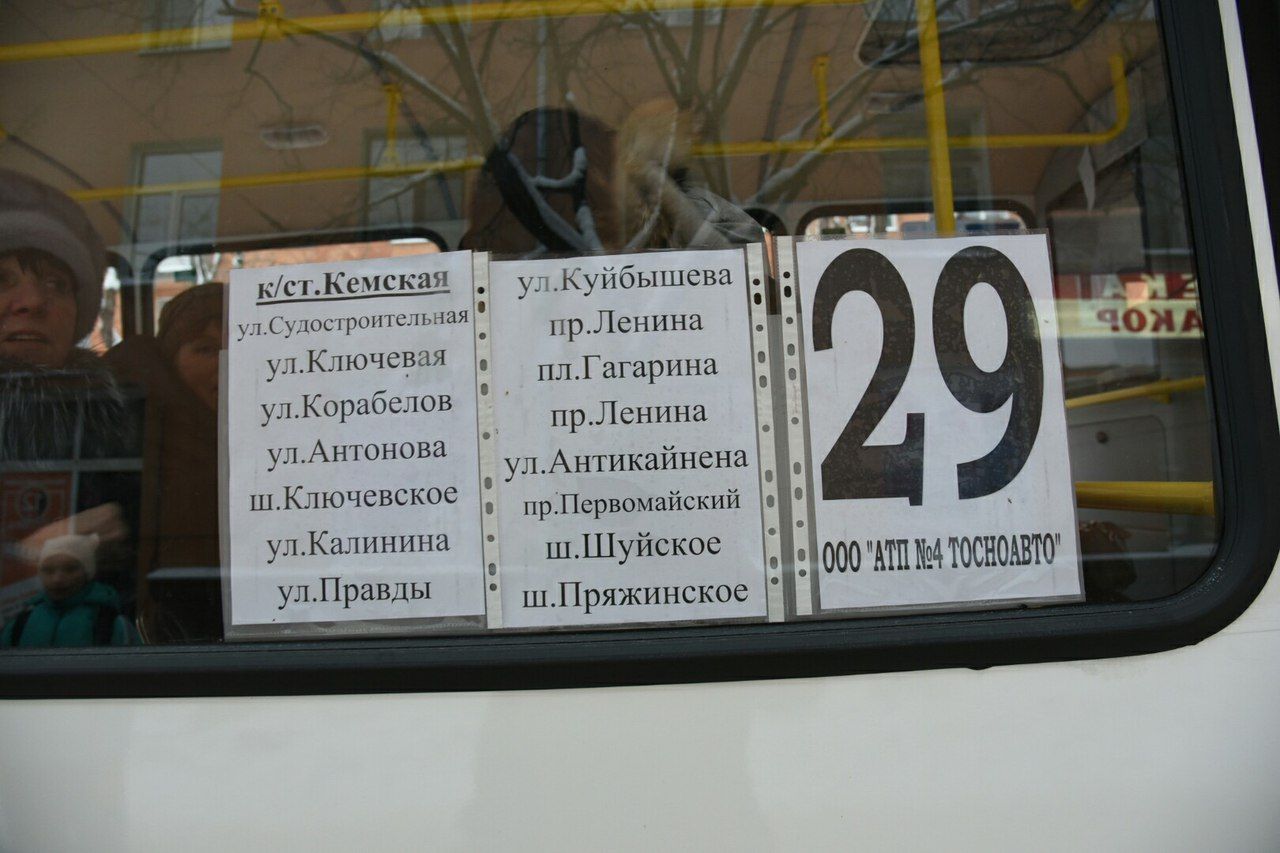 к/ст.Кемская
ул.Судостроительная
ул.Ключевая
ул.Корабелов
ул.Антонова
ш.Ключевское
ул.Калинина
ул.Правды
ул.Куйбышева
пр.Ленина
пл.Гагарина
пр.Ленина
ул.Антикайнена
пр.Первомайский
ш.Шуйское
ш.Пряжинское
29
ООО "АТП №4 ТОСНОАВТО"